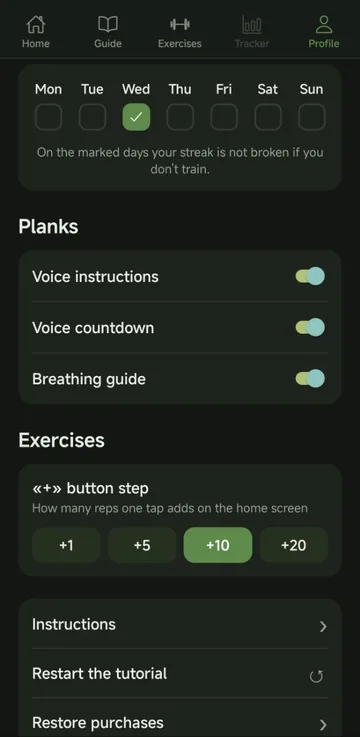 Home Guide Exercises Tracker Profile
Mon Tue Wed Thu Fri Sat Sun
On the marked days your streak is not broken if you
don't train.
Planks
Voice instructions
Voice countdown
Breathing guide
Exercises
«+» button step
How many reps one tap adds on the home screen
+1 +5 +10 +20
Instructions
Restart the tutorial
Restore purchases